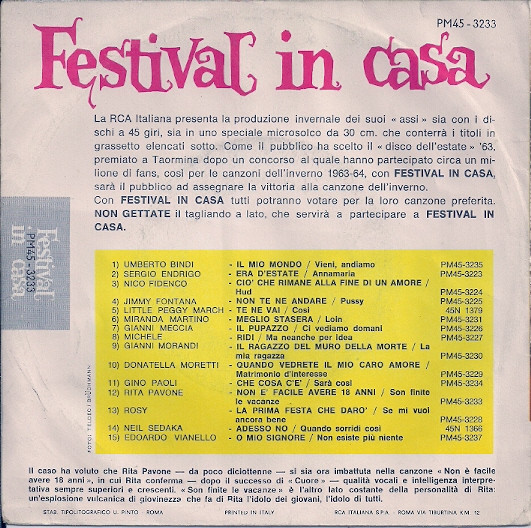 PM45-3233
Festival in casa
La RCA Italiana presenta la produzione invernale dei suoi « assi » sia con i di-
schi a 45 giri, sia in uno speciale microsolco da 30 cm. che conterrà i titoli in
grassetto elencati sotto. Come il pubblico ha scelto il « disco dell'estate » '63,
premiato a Taormina dopo un concorso al quale hanno partecipato circa un mi-
lione di fans, così per le canzoni dell'inverno 1963-64, con FESTIVAL IN CASA,
sarà il pubblico ad assegnare la vittoria alla canzone dell'inverno.
Con FESTIVAL IN CASA tutti potranno votare per la loro canzone preferita.
NON GETTATE il tagliando a lato, che servirà a partecipare a FESTIVAL IN
CASA.
PM45-3233
Festival
in casa
1) UMBERTO BINDI - IL MIO MONDO / Vieni, andiamo PM45-3235
2) SERGIO ENDRIGO - ERA D'ESTATE / Annamaria PM45-3223
3) NICO FIDENCO - CIO' CHE RIMANE ALLA FINE DI UN AMORE /
Hud PM45-3224
4) JIMMY FONTANA - NON TE NE ANDARE / Pussy PM45-3225
5) LITTLE PEGGY MARCH - TE NE VAI / Così 45N 1379
6) MIRANDA MARTINO - MEGLIO STASERA / Loin PM45-3231
7) GIANNI MECCIA - IL PUPAZZO / Ci vediamo domani PM45-3226
8) MICHELE - RIDI / Ma neanche per idea PM45-3227
9) GIANNI MORANDI - IL RAGAZZO DEL MURO DELLA MORTE / La
mia ragazza PM45-3230
10) DONATELLA MORETTI - QUANDO VEDRETE IL MIO CARO AMORE /
Matrimonio d'interesse PM45-3229
11) GINO PAOLI - CHE COSA C'E' / Sarà così PM45-3234
12) RITA PAVONE - NON E' FACILE AVERE 18 ANNI / Son finite
le vacanze PM45-3233
13) ROSY - LA PRIMA FESTA CHE DARO' / Se mi vuoi
ancora bene PM45-3228
14) NEIL SEDAKA - ADESSO NO / Quando sorridi così 45N 1366
15) EDOARDO VIANELLO - O MIO SIGNORE / Non esiste più niente PM45-3237
Il caso ha voluto che Rita Pavone — da poco diciottenne — si sia ora imbattuta nella canzone « Non è facile
avere 18 anni », in cui Rita conferma — dopo il successo di « Cuore » — qualità vocali e intelligenza interpre-
tativa sempre superiori e crescenti. « Son finite le vacanze » è l'altro lato costante della personalità di Rita:
un'esplosione vulcanica di giovinezza che fa di Rita l'idolo dei giovani, l'idolo di tutti.
STAB. TIPOLITOGRAFICO U. PINTO - ROMA PRINTED IN ITALY RCA ITALIANA S.P.A. - ROMA VIA TIBURTINA KM. 12